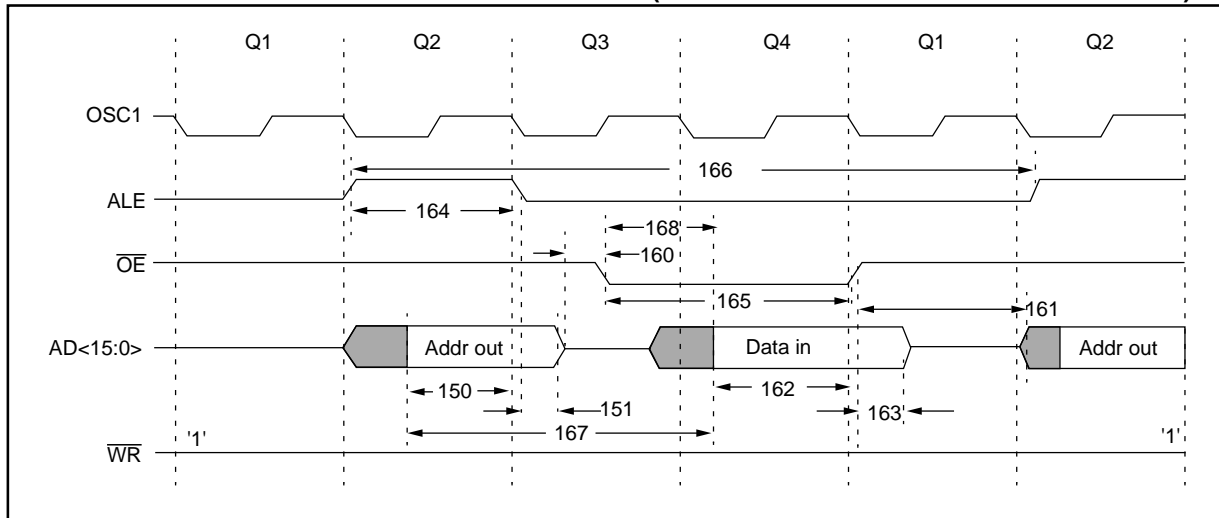 Q1 Q2 Q3 Q4 Q1 Q2
OSC1
166
ALE
164
168
OE
160
165
161
AD<15:0>
Addr out
Data in
Addr out
150
162
151
163
167
'1'
'1'
WR